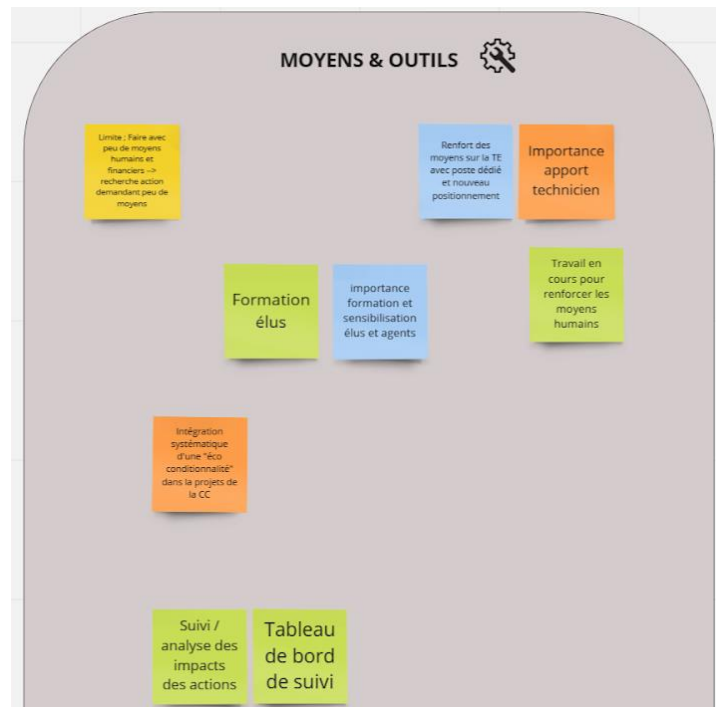 MOYENS & OUTILS
Limite ; Faire avec
peu de moyens
humains et
financiers -->
recherche action
demandant peu de
moyens
Renfort des
moyens sur la TE
avec poste dédié
et nouveau
positionnement
Importance
apport
technicien
Formation
élus
importance
formation et
sensibilisation
élus et agents
Travail en
cours pour
renforcer les
moyens
humains
Intégration
systématique
d'une "éco
conditionnalité"
dans la projets de
la CC
Suivi /
analyse des
impacts
des actions
Tableau
de bord
de suivi